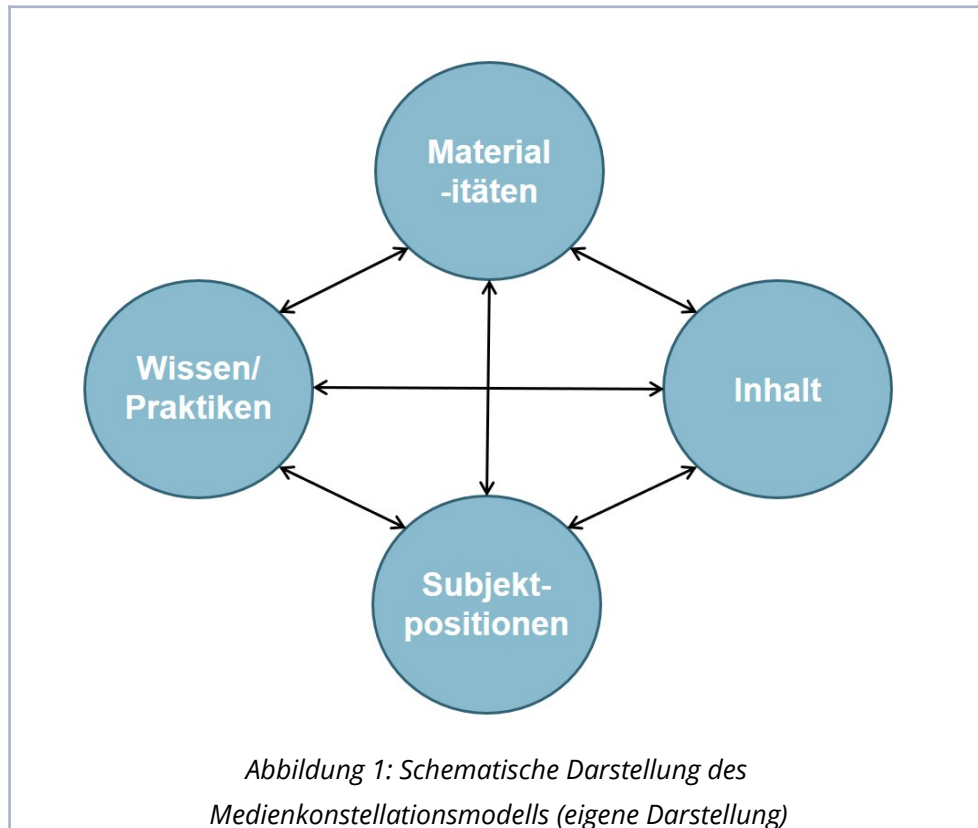 Material
-itäten
Wissen/
Praktiken
Inhalt
Subjekt-
positionen
Abbildung 1: Schematische Darstellung des
Medienkonstellationsmodells (eigene Darstellung)